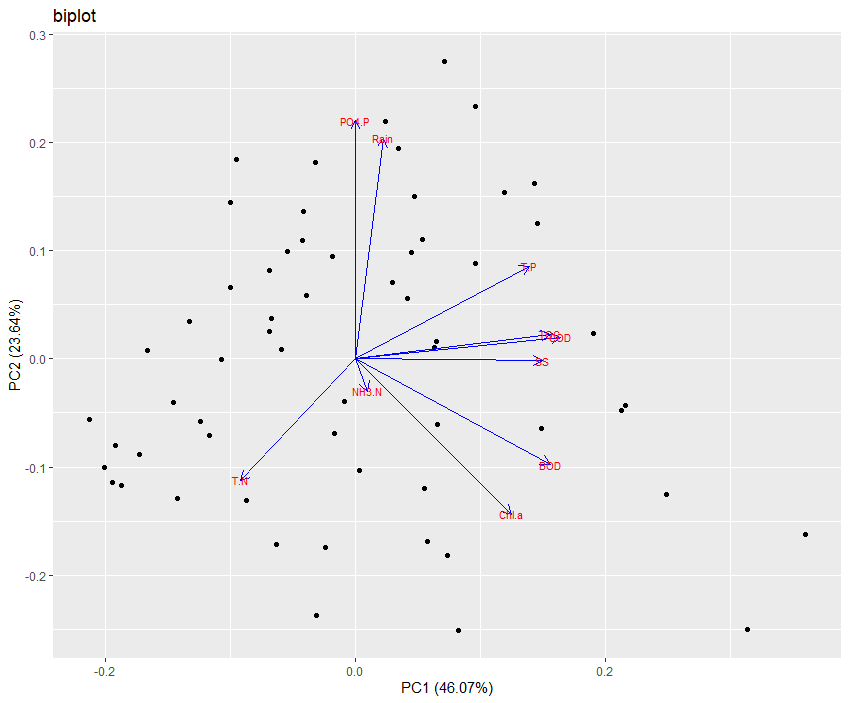 biplot
0.3
0.2
0.1
0.0
-0.1
-0.2
PC2 (23.64%)
PO4.P
Rain
T.P
TOC
COD
SS
NH3.N
BOD
T.N
Chl.a
-0.2
0.0
0.2
PC1 (46.07%)